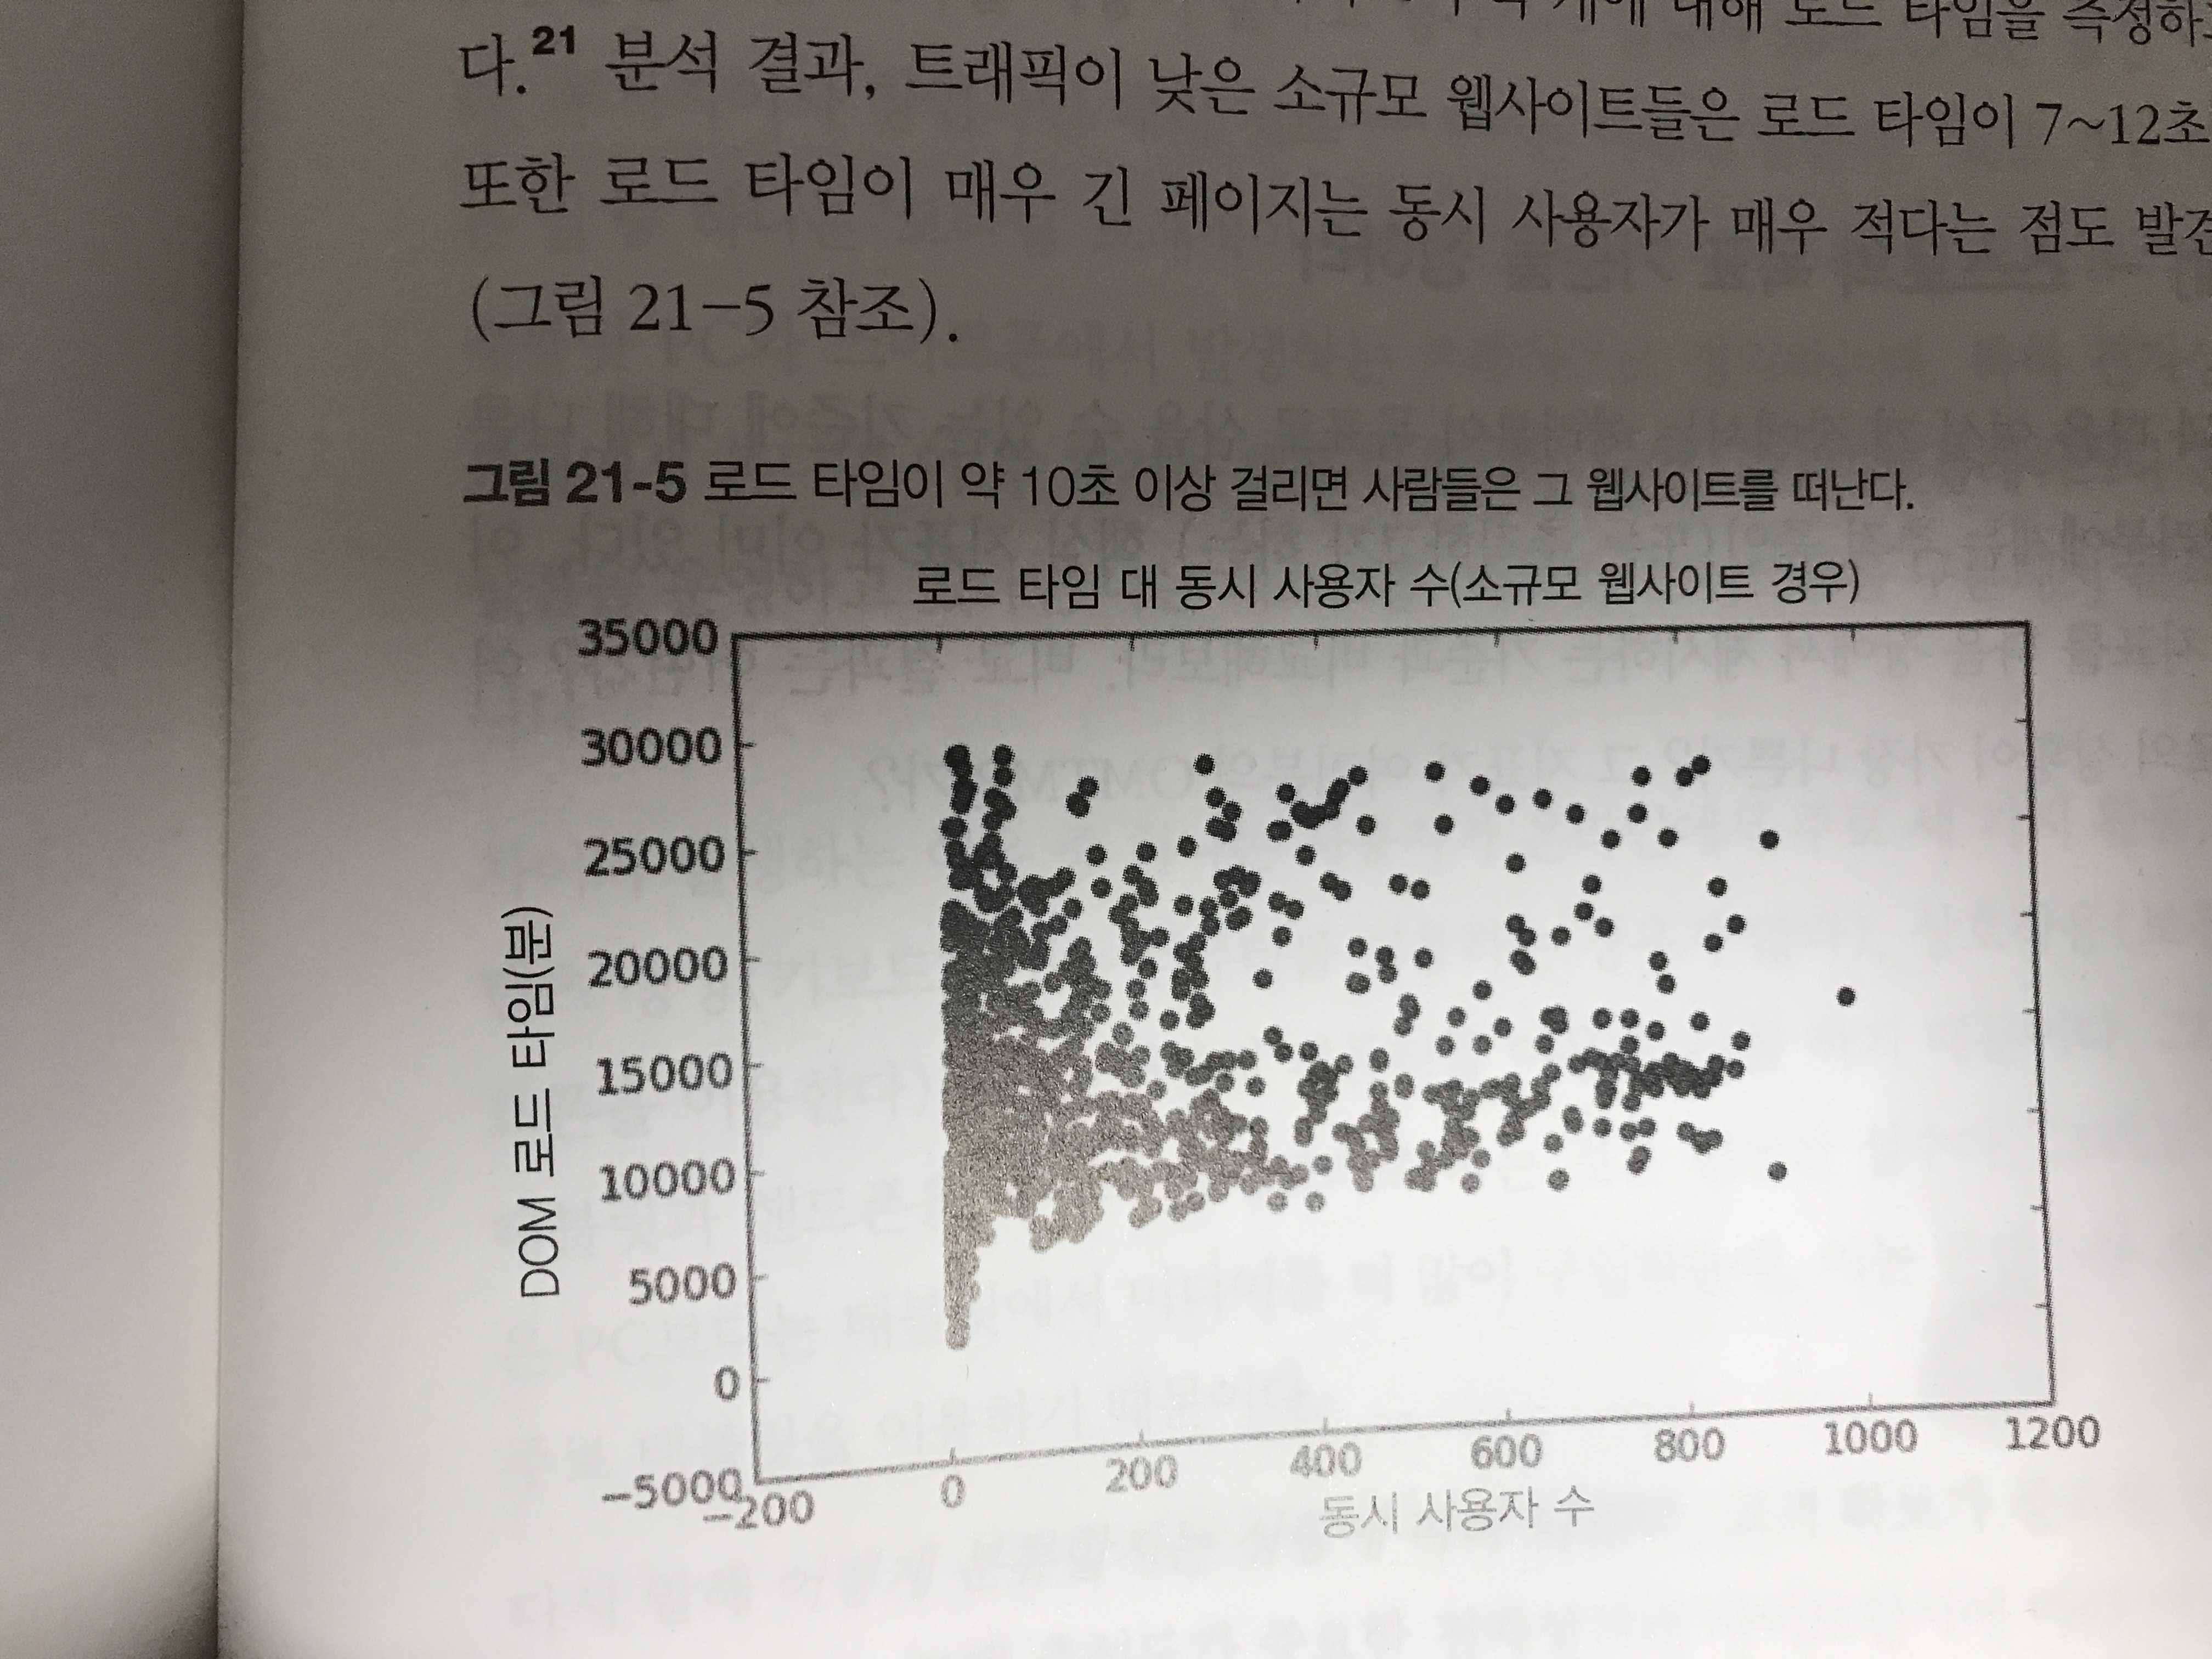 대해 로드 타임을 측정하
다.21 분석 결과, 트래픽이 낮은 소규모 웹사이트들은 로드 타임이 7~12초
또한 로드 타임이 매우 긴 페이지는 동시 사용자가 매우 적다는 점도 발견
(그림 21-5 참조).
그림 21-5 로드 타임이 약 10초 이상 걸리면 사람들은 그 웹사이트를 떠난다.
로드 타임 대 동시 사용자 수(소규모 웹사이트 경우)
35000
30000
25000
20000
15000
10000
5000
0
-5000
DOM 로드 타임(분)
-200 0 200 400 600 800 1000 1200
동시 사용자 수